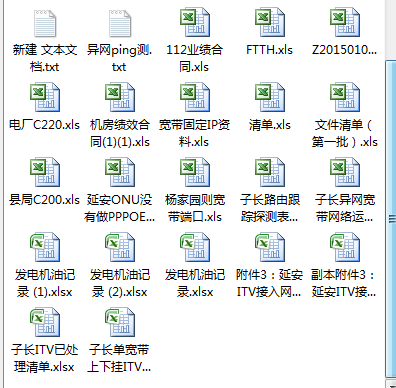 新建 文本文
档.txt
异网ping测.
txt
112业绩合
同.xls
FTTH.xls
Z2015010...
电厂C220.xls
机房绩效合
同(1)(1).xls
宽带固定IP资
料.xls
清单.xls
文件清单（
第一批）.xls
县局C200.xls
延安ONU没
有做PPPOE...
杨家园则宽
带端口.xls
子长路由跟
踪探测表...
子长异网宽
带网络运...
发电机油记
录 (1).xlsx
发电机油记
录 (2).xlsx
发电机油记
录.xlsx
附件3：延安
ITV接入网...
副本附件3：
延安ITV接...
子长ITV已处
理清单.xlsx
子长单宽带
上下挂ITV...